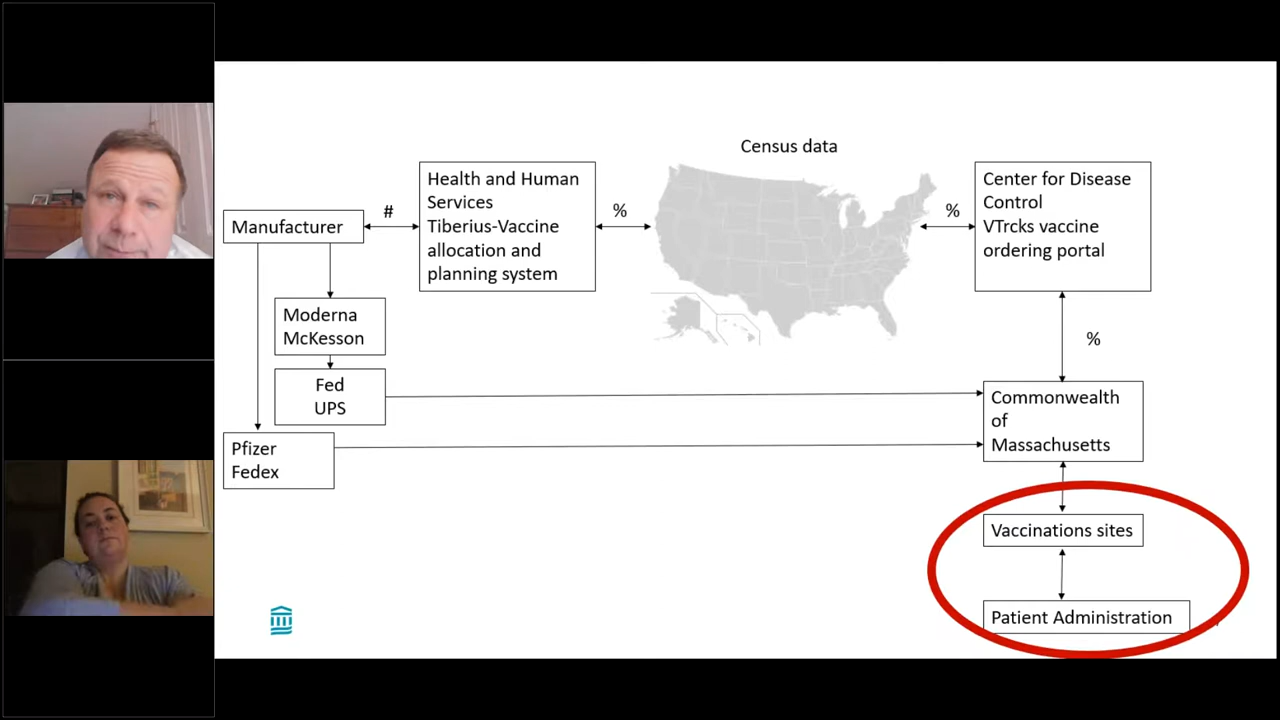 Census data
Manufacturer
#
Health and Human
Services
Tiberius-Vaccine
allocation and
planning system
%
%
Center for Disease
Control
VTrcks vaccine
ordering portal
Moderna
McKesson
%
Fed
UPS
Commonwealth
of
Massachusetts
Pfizer
Fedex
Vaccinations sites
Patient Administration